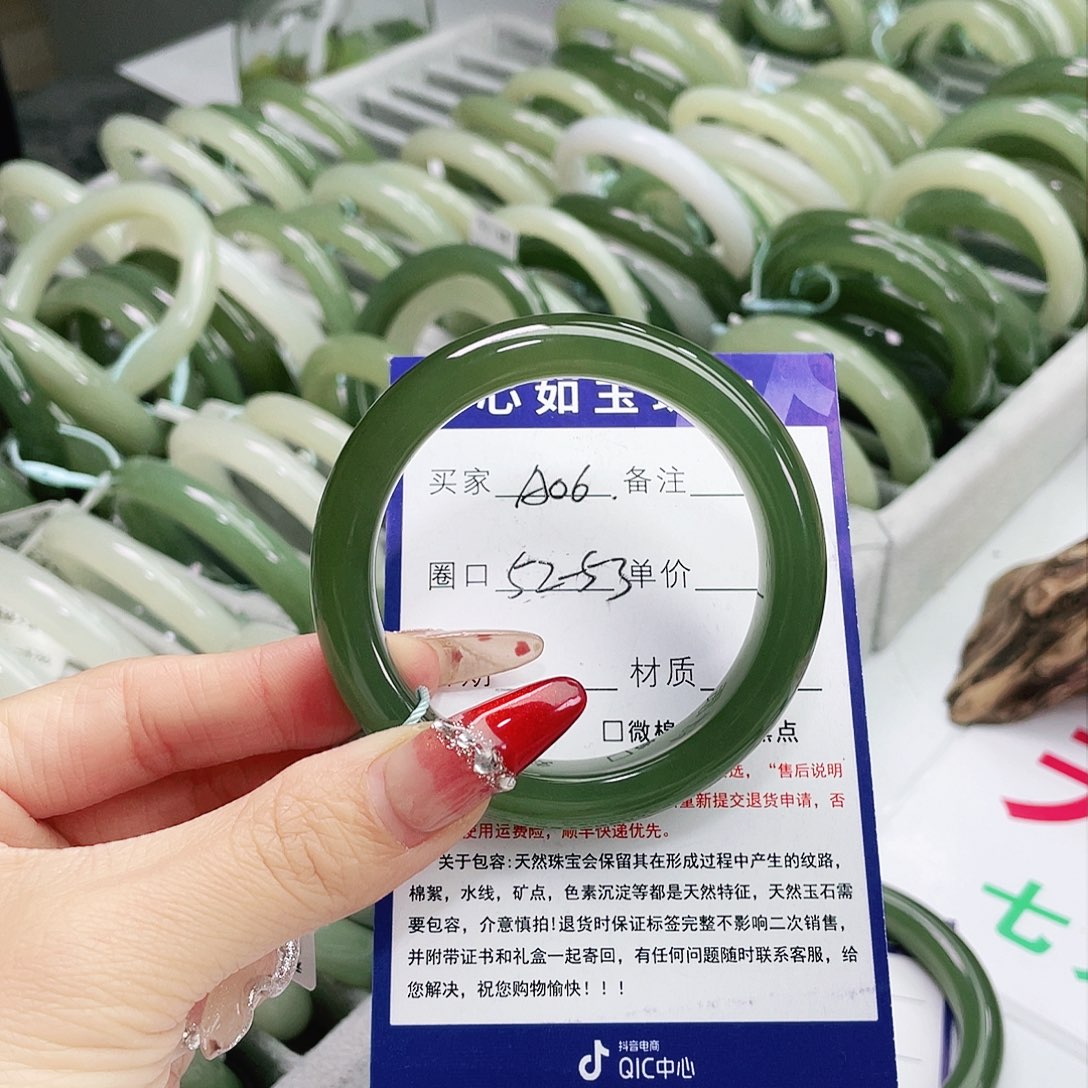 心如玉
买家 A06. 备注
圈口 52-53 单价
期 材质
□微棉 点
选，“售后说明
重新提交退货申请，否
使用运费险，顺丰快递优先。
关于包容:天然珠宝会保留其在形成过程中产生的纹路，
棉絮，水线，矿点，色素沉淀等都是天然特征，天然玉石需
要包容，介意慎拍!退货时保证标签完整不影响二次销售，
并附带证书和礼盒一起寄回，有任何问题随时联系客服，给
您解决，祝您购物愉快!!!
抖音电商
QIC中心
七